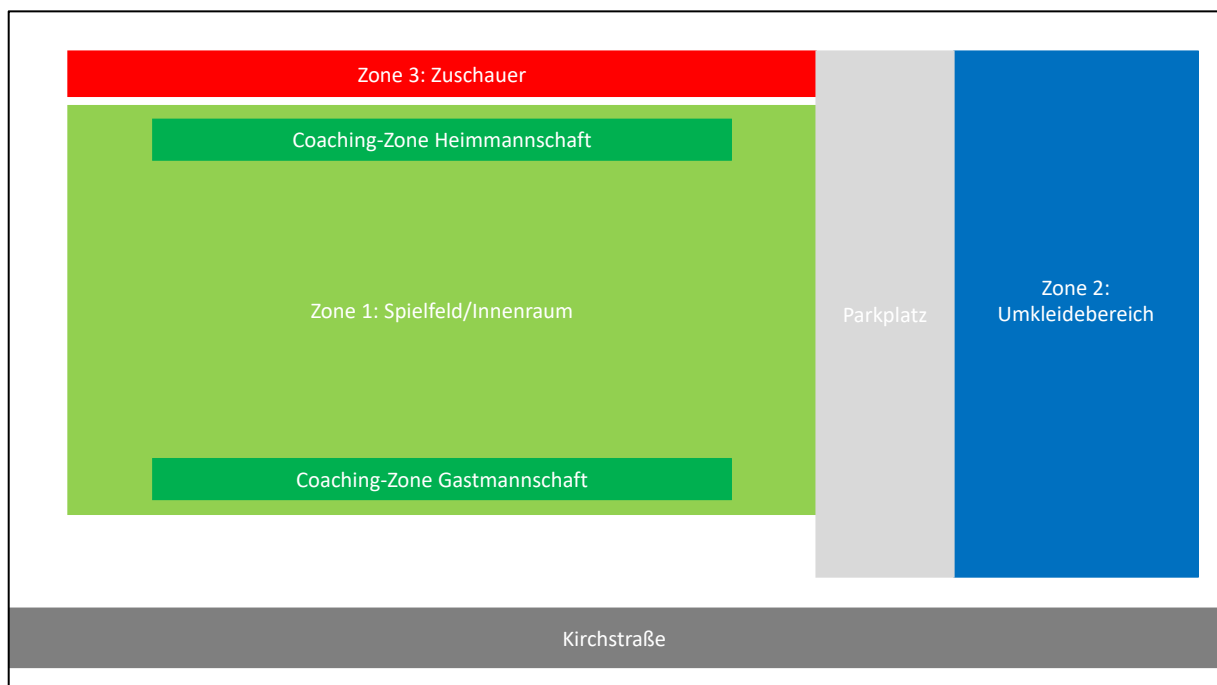 Zone 3: Zuschauer
Coaching-Zone Heimmannschaft
Zone 1: Spielfeld/Innenraum
Parkplatz
Zone 2:
Umkleidebereich
Coaching-Zone Gastmannschaft
Kirchstraße